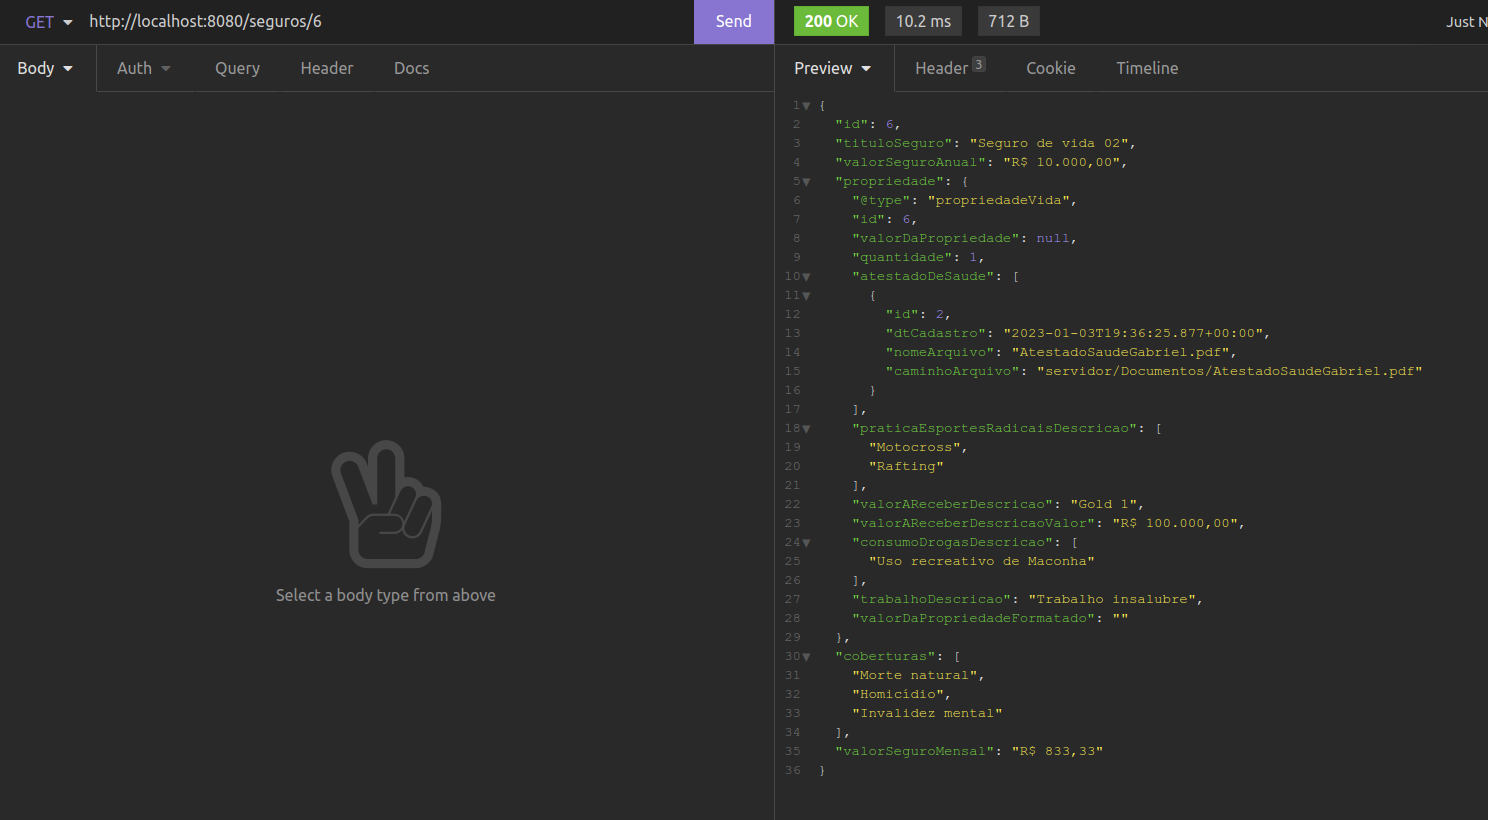 GET http://localhost:8080/seguros/6 Send 200 OK 10.2 ms 712 B Just N
Body Auth Query Header Docs Preview Header 3 Cookie Timeline
Select a body type from above
1 {
2 "id": 6,
3 "tituloSeguro": "Seguro de vida 02",
4 "valorSeguroAnual": "R$ 10.000,00",
5 "propriedade": {
6 "@type": "propriedadeVida",
7 "id": 6,
8 "valorDaPropriedade": null,
9 "quantidade": 1,
10 "atestadoDeSaude": [
11 {
12 "id": 2,
13 "dtCadastro": "2023-01-03T19:36:25.877+00:00",
14 "nomeArquivo": "AtestadoSaudeGabriel.pdf",
15 "caminhoArquivo": "servidor/Documentos/AtestadoSaudeGabriel.pdf"
16 }
17 ],
18 "praticaEsportesRadicaisDescricao": [
19 "Motocross",
20 "Rafting"
21 ],
22 "valorAReceberDescricao": "Gold 1",
23 "valorAReceberDescricaoValor": "R$ 100.000,00",
24 "consumoDrogasDescricao": [
25 "Uso recreativo de Maconha"
26 ],
27 "trabalhoDescricao": "Trabalho insalubre",
28 "valorDaPropriedadeFormatado": ""
29 },
30 "coberturas": [
31 "Morte natural",
32 "Homicídio",
33 "Invalidez mental"
34 ],
35 "valorSeguroMensal": "R$ 833,33"
36 }